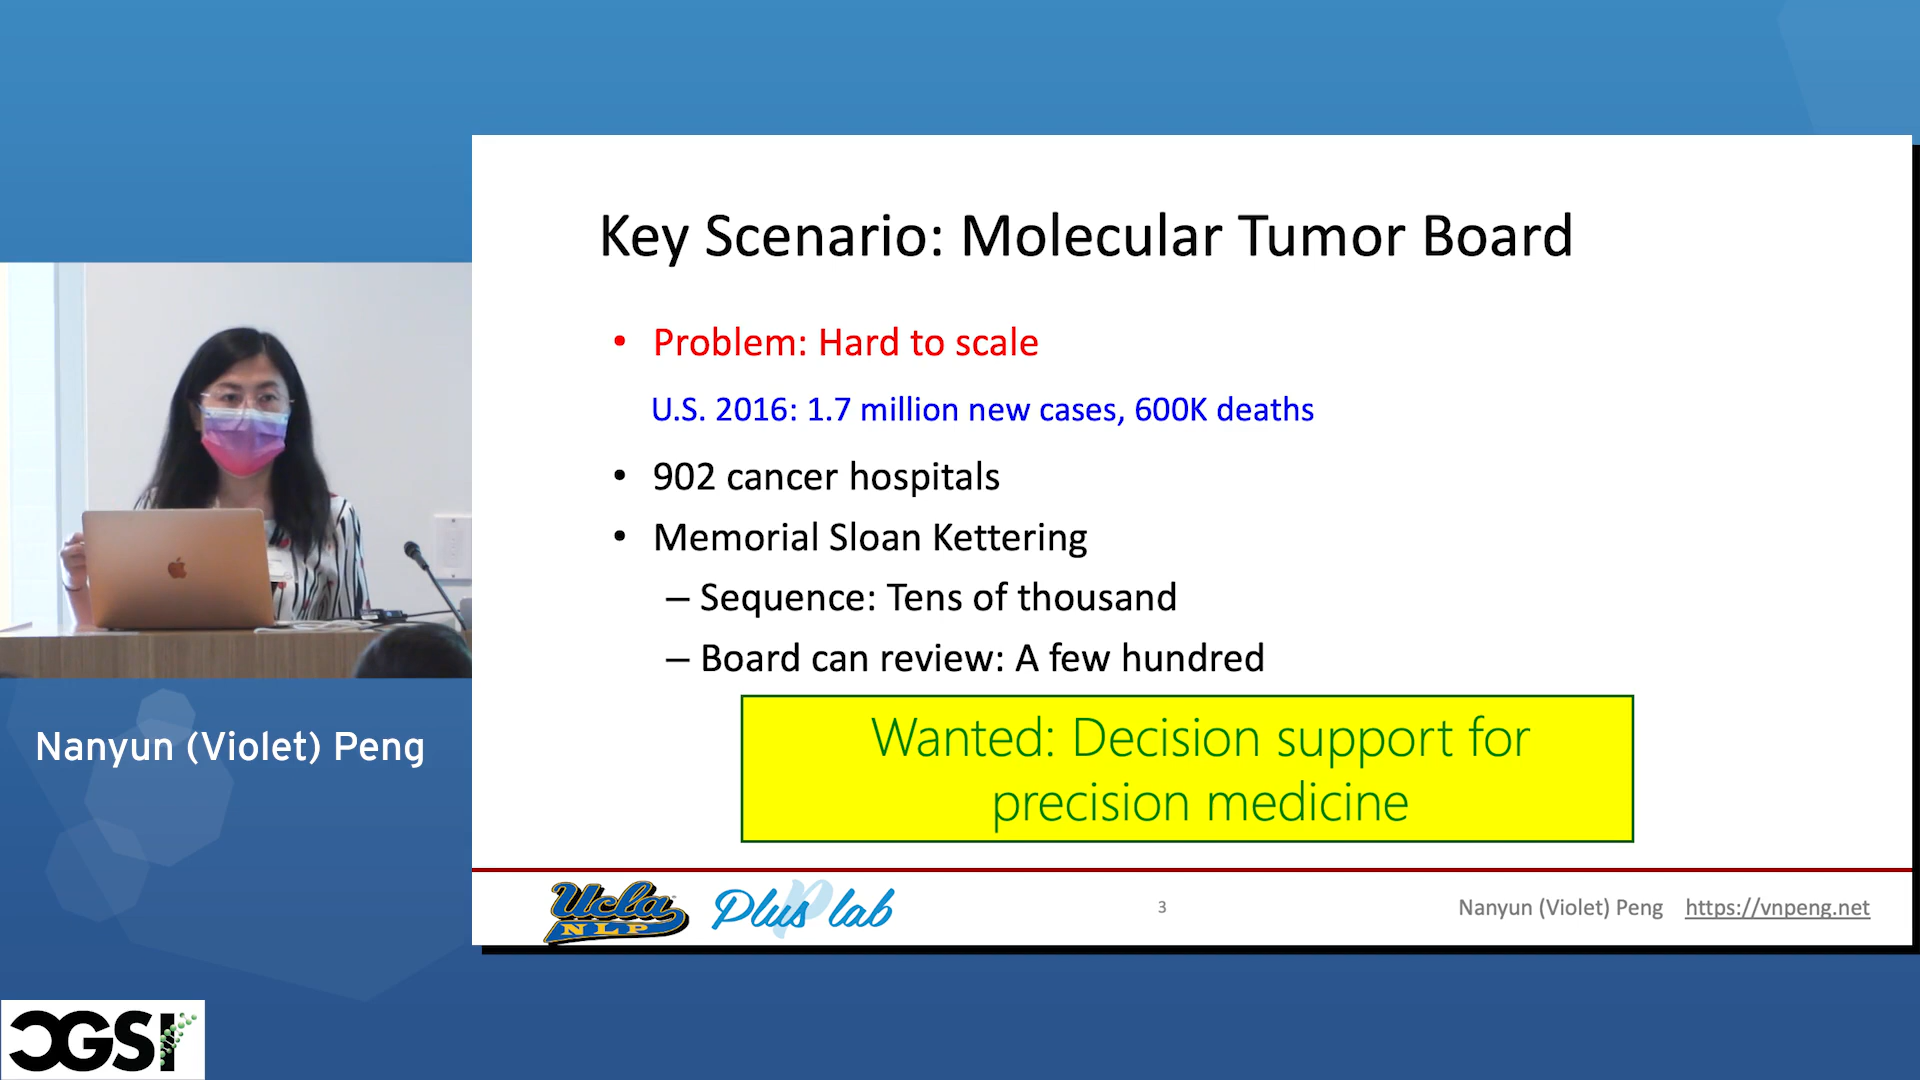 Key Scenario: Molecular Tumor Board
• Problem: Hard to scale
U.S. 2016: 1.7 million new cases, 600K deaths
• 902 cancer hospitals
• Memorial Sloan Kettering
– Sequence: Tens of thousand
– Board can review: A few hundred
Wanted: Decision support for
precision medicine
Ucla
NLP
Plus lab
3
Nanyun (Violet) Peng https://vnpeng.net
Nanyun (Violet) Peng
CGSI